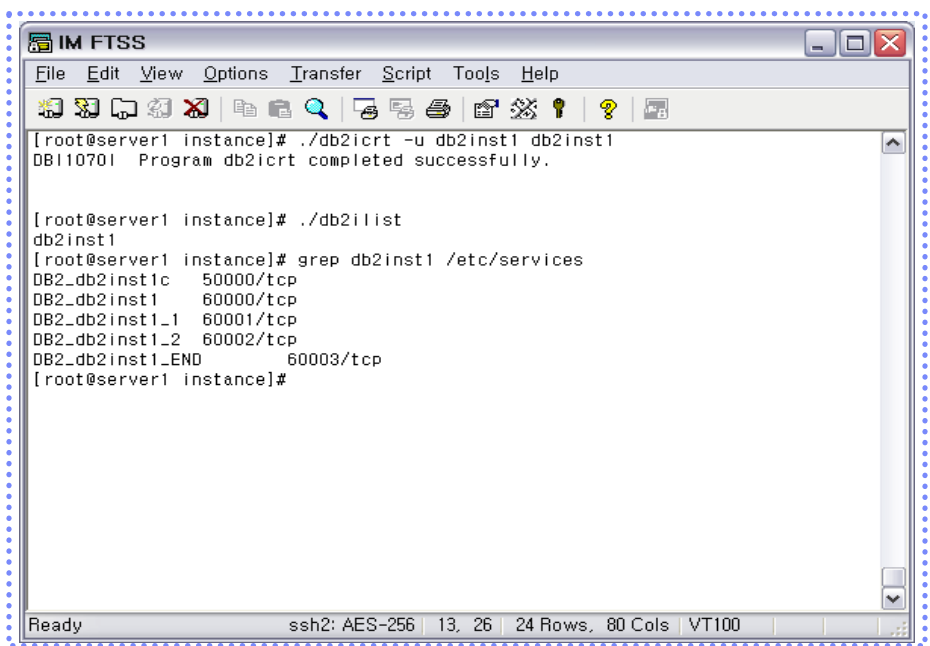 IM FTSS
File Edit View Options Transfer Script Tools Help
[root@server1 instance]# ./db2icrt -u db2inst1 db2inst1
DBI1070I  Program db2icrt completed successfully.
[root@server1 instance]# ./db2ilist
db2inst1
[root@server1 instance]# grep db2inst1 /etc/services
DB2_db2inst1c   50000/tcp
DB2_db2inst1    60000/tcp
DB2_db2inst1_1  60001/tcp
DB2_db2inst1_2  60002/tcp
DB2_db2inst1_END        60003/tcp
[root@server1 instance]#
Ready ssh2: AES-256 13, 26 24 Rows, 80 Cols VT100